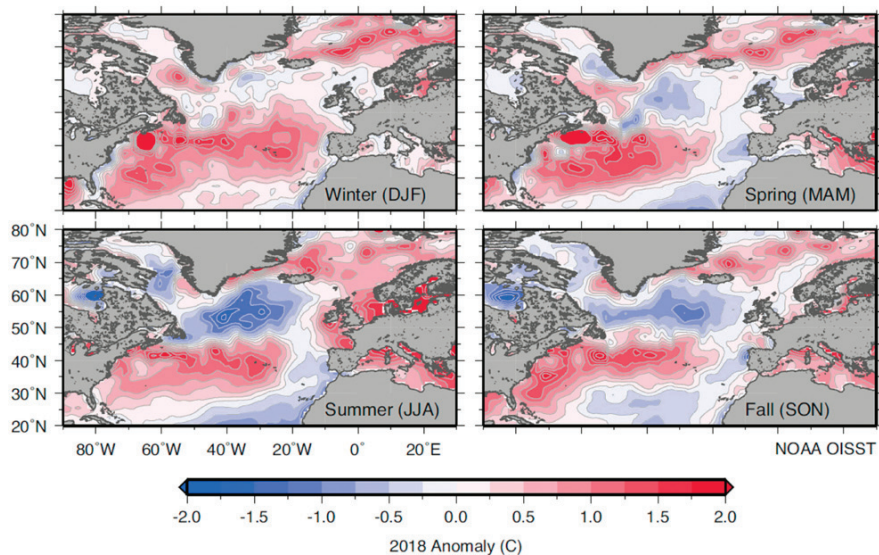 Winter (DJF)
Spring (MAM)
80°N
70°N
60°N
50°N
40°N
30°N
20°N
Summer (JJA)
Fall (SON)
80°W
60°W
40°W
20°W
0°
20°E
NOAA OISST
-2.0
-1.5
-1.0
-0.5
0.0
0.5
1.0
1.5
2.0
2018 Anomaly (C)